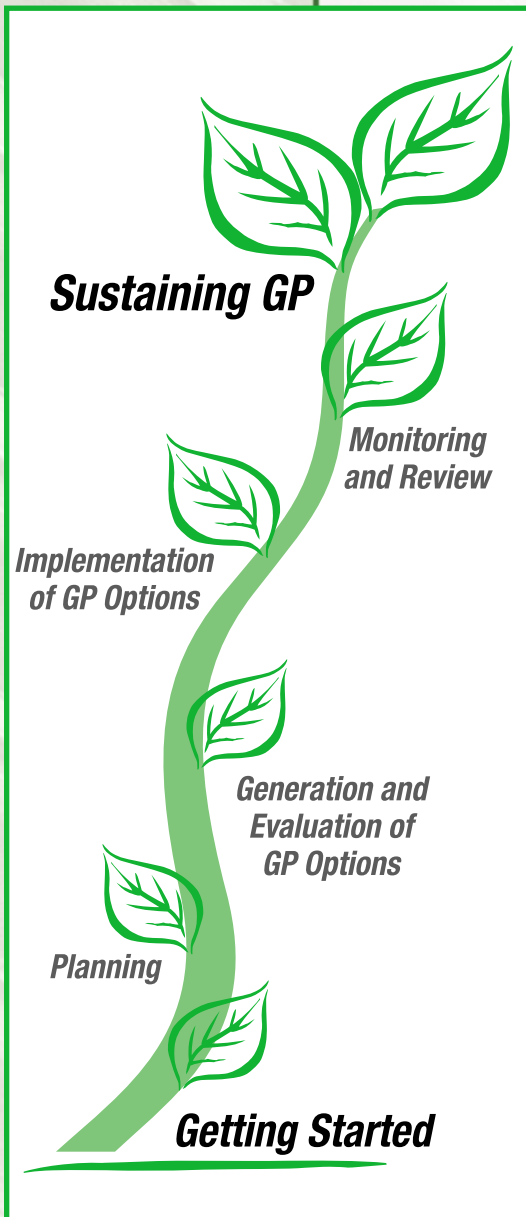 Sustaining GP
Monitoring
and Review
Implementation
of GP Options
Generation and
Evaluation of
GP Options
Planning
Getting Started